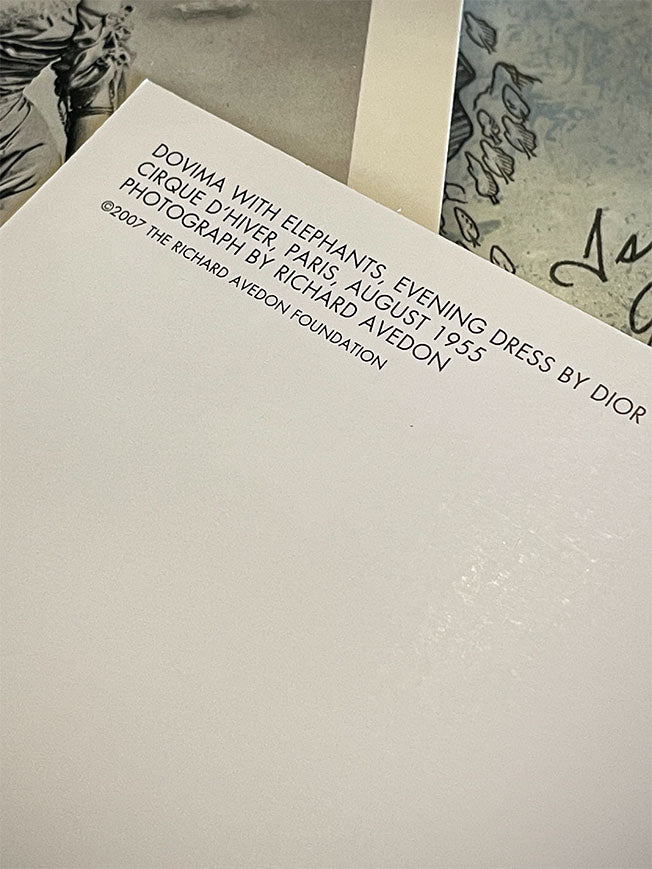 DOVIMA WITH ELEPHANTS, EVENING DRESS BY DIOR
CIRQUE D'HIVER, PARIS, AUGUST 1955
PHOTOGRAPH BY RICHARD AVEDON
©2007 THE RICHARD AVEDON FOUNDATION